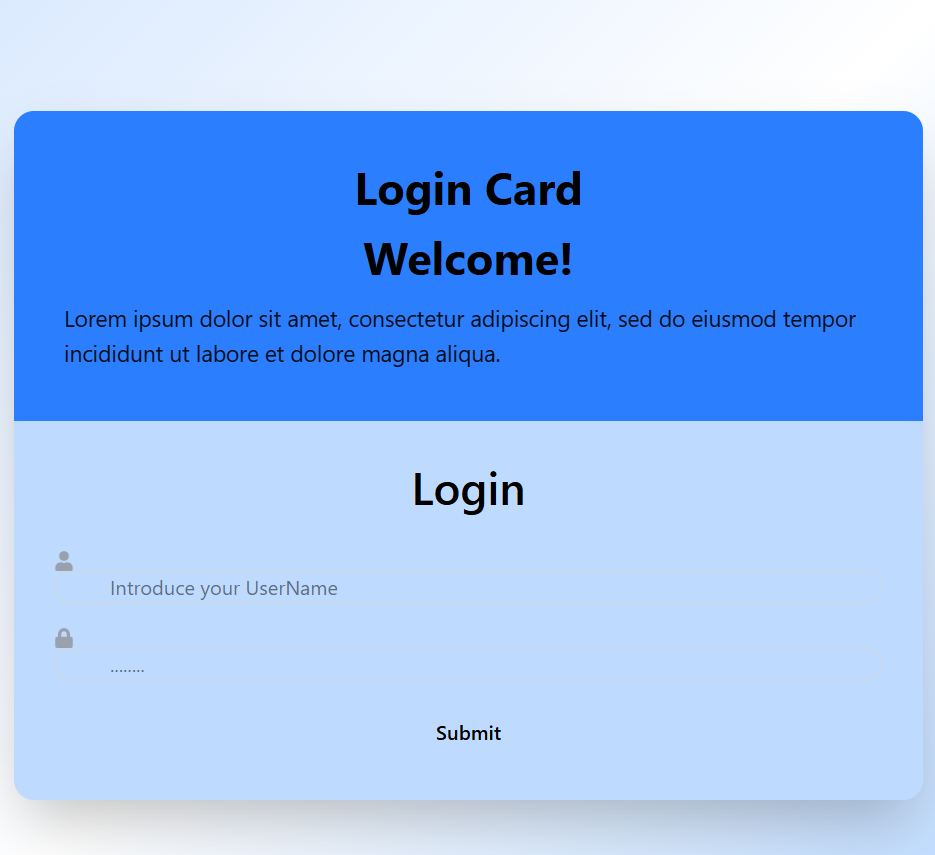 Login Card
Welcome!
Lorem ipsum dolor sit amet, consectetur adipiscing elit, sed do eiusmod tempor
incididunt ut labore et dolore magna aliqua.
Login
Introduce your UserName
........
Submit